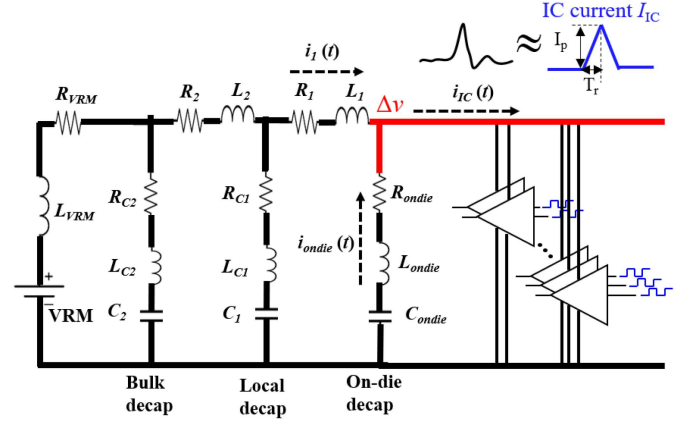 IC current I_IC
I_p
≈
T_r
i_1 (t)
R_VRM
R_2
L_2
R_1
L_1
Δv
i_IC (t)
R_C2
R_C1
R_ondie
L_VRM
i_ondie (t)
L_C2
L_C1
L_ondie
+
−
VRM
C_2
C_1
C_ondie
Bulk
decap
Local
decap
On-die
decap